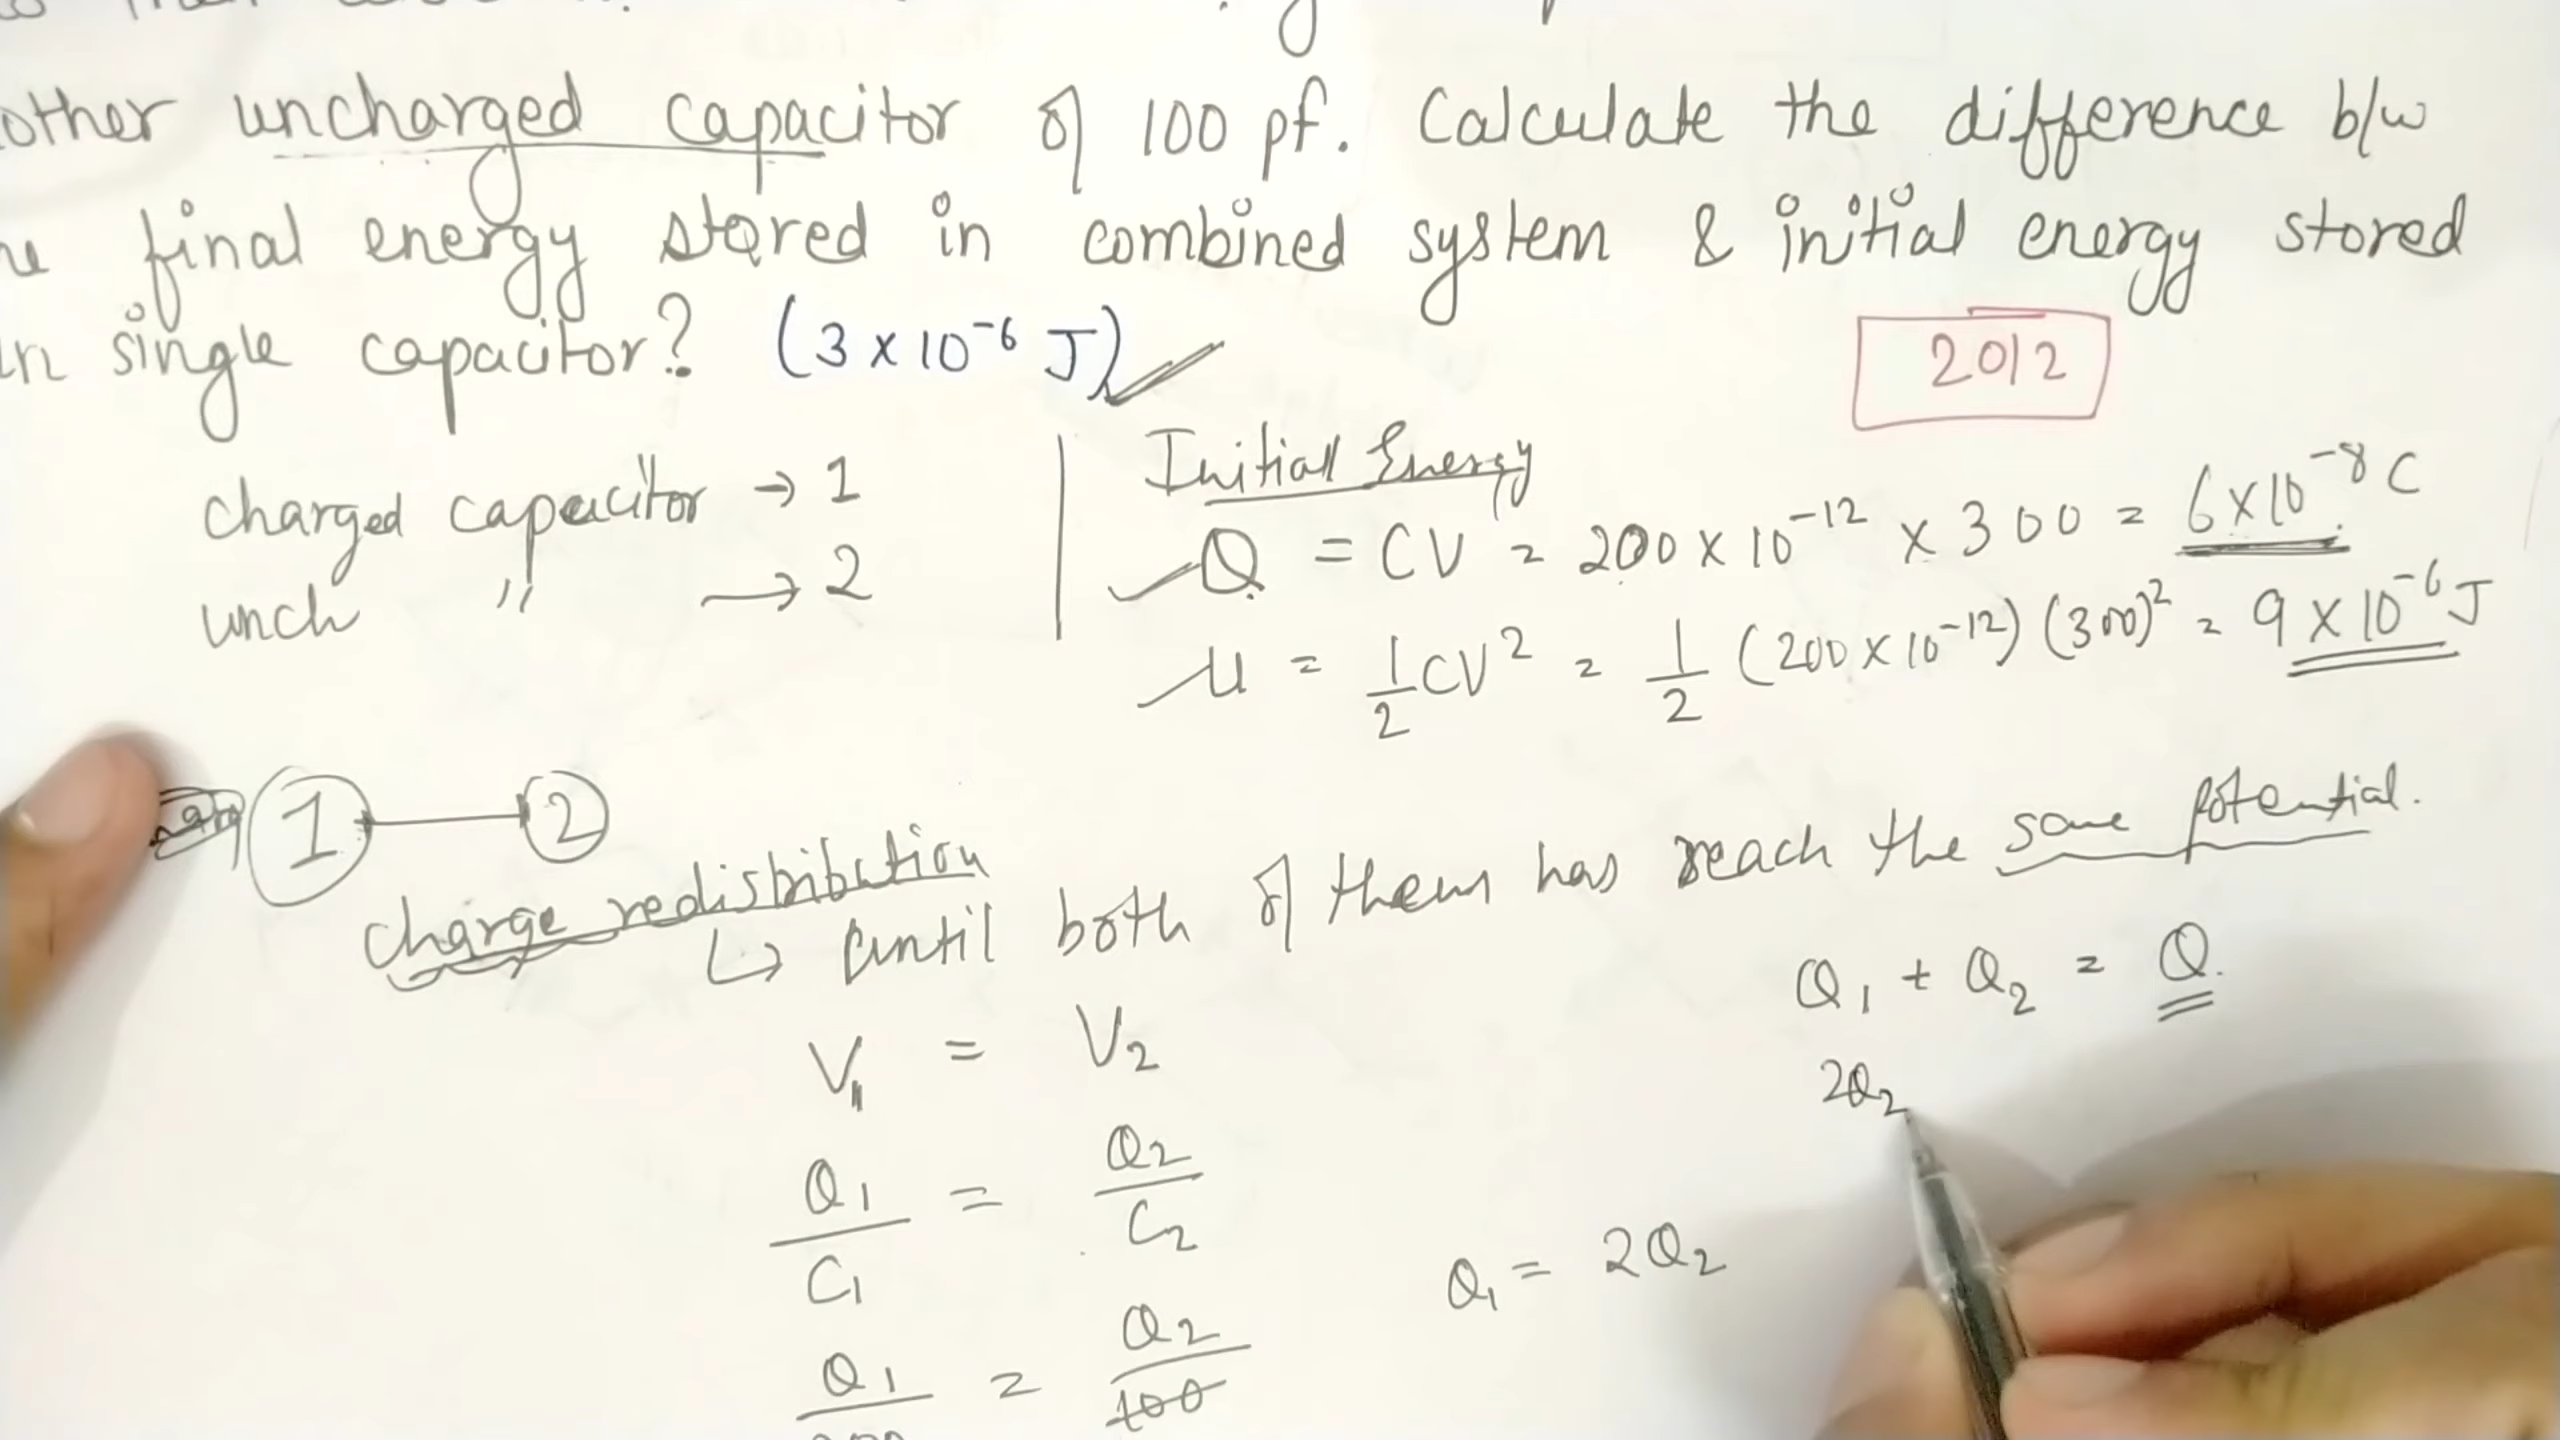 other uncharged capacitor of 100 pf. Calculate the difference b/w
final energy stored in combined system & initial energy stored
in single capacitor? (3 x 10⁻⁶ J)
2012
charged capacitor → 1
unch " → 2
Initial Energy
Q = CV = 200 x 10⁻¹² x 300 = 6x10⁻⁸ C
U = 1/2 CV² = 1/2 (200 x 10⁻¹²) (300)² = 9 x 10⁻⁶ J
1 2
charge redistribution
↳ until both of them has reach the same potential.
V₁ = V₂
Q₁/C₁ = Q₂/C₂
Q₁/200 = Q₂/100
Q₁ = 2Q₂
Q₁ + Q₂ = Q.
2Q₂